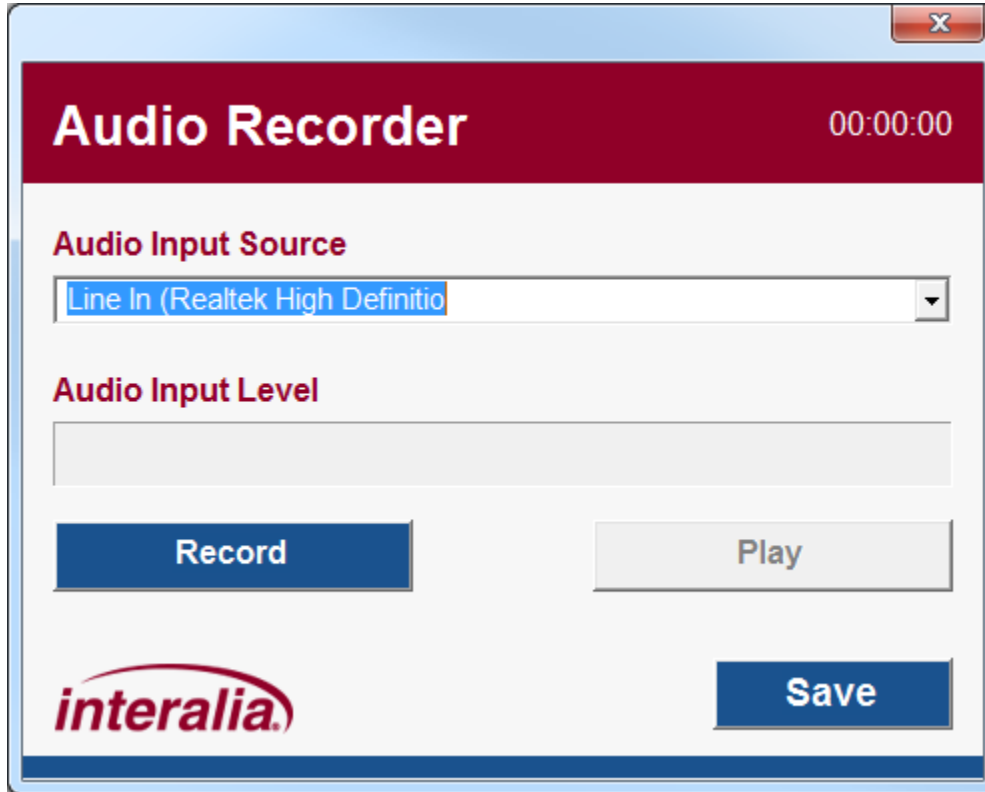 Audio Recorder
00:00:00
Audio Input Source
Line In (Realtek High Definitio
Audio Input Level
Record
Play
interalia®
Save